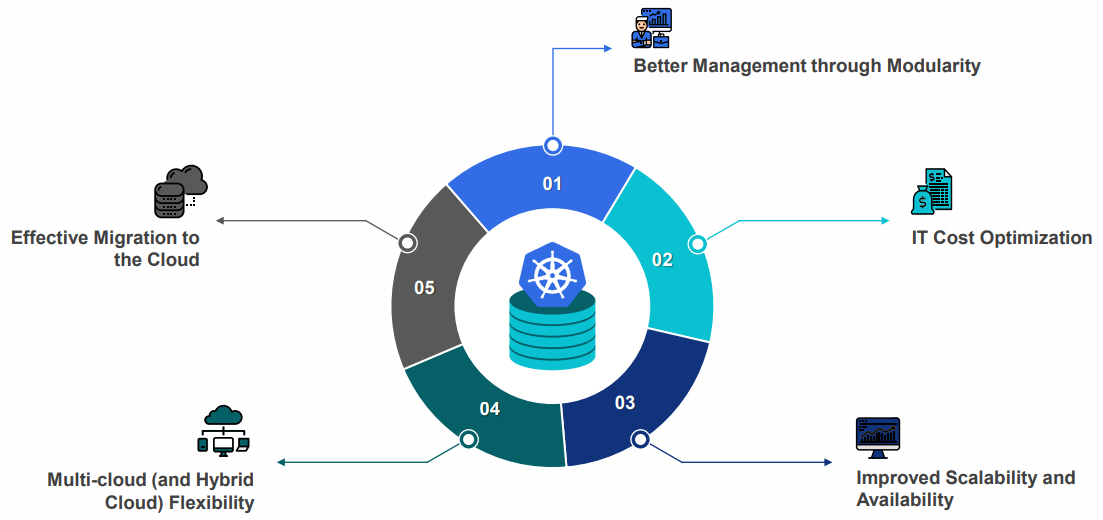 01
Better Management through Modularity
02
IT Cost Optimization
03
Improved Scalability and
Availability
04
Multi-cloud (and Hybrid
Cloud) Flexibility
05
Effective Migration to
the Cloud